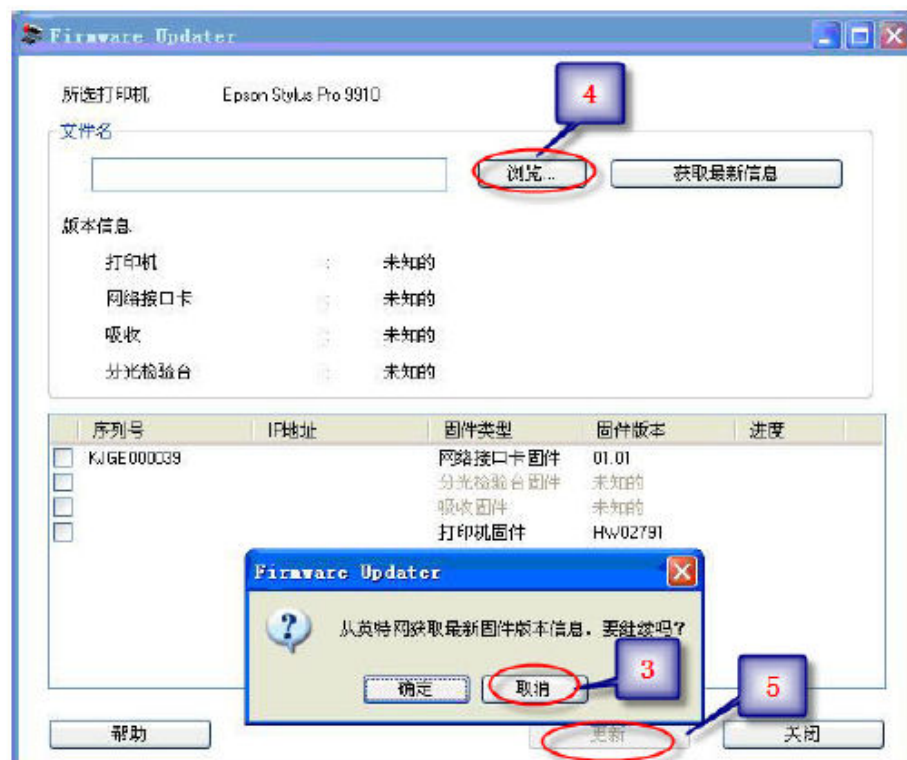 Firmware Updater
所选打印机 Epson Stylus Pro 9910
4
文件名
浏览... 获取最新信息
版本信息
打印机 : 未知的
网络接口卡 : 未知的
吸收 : 未知的
分光检验台 : 未知的
序列号 IP地址 固件类型 固件版本 进度
KJGE000039 网络接口卡固件 01.01
分光检验台固件 未知的
吸收固件 未知的
打印机固件 HW02791
Firmware Updater
从英特网获取最新固件版本信息. 要继续吗?
3
确定 取消
5
帮助 更新 关闭